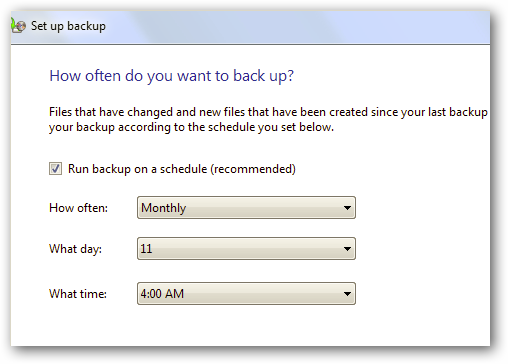 Set up backup
How often do you want to back up?
Files that have changed and new files that have been created since your last backup
your backup according to the schedule you set below.
Run backup on a schedule (recommended)
How often: Monthly
What day: 11
What time: 4:00 AM